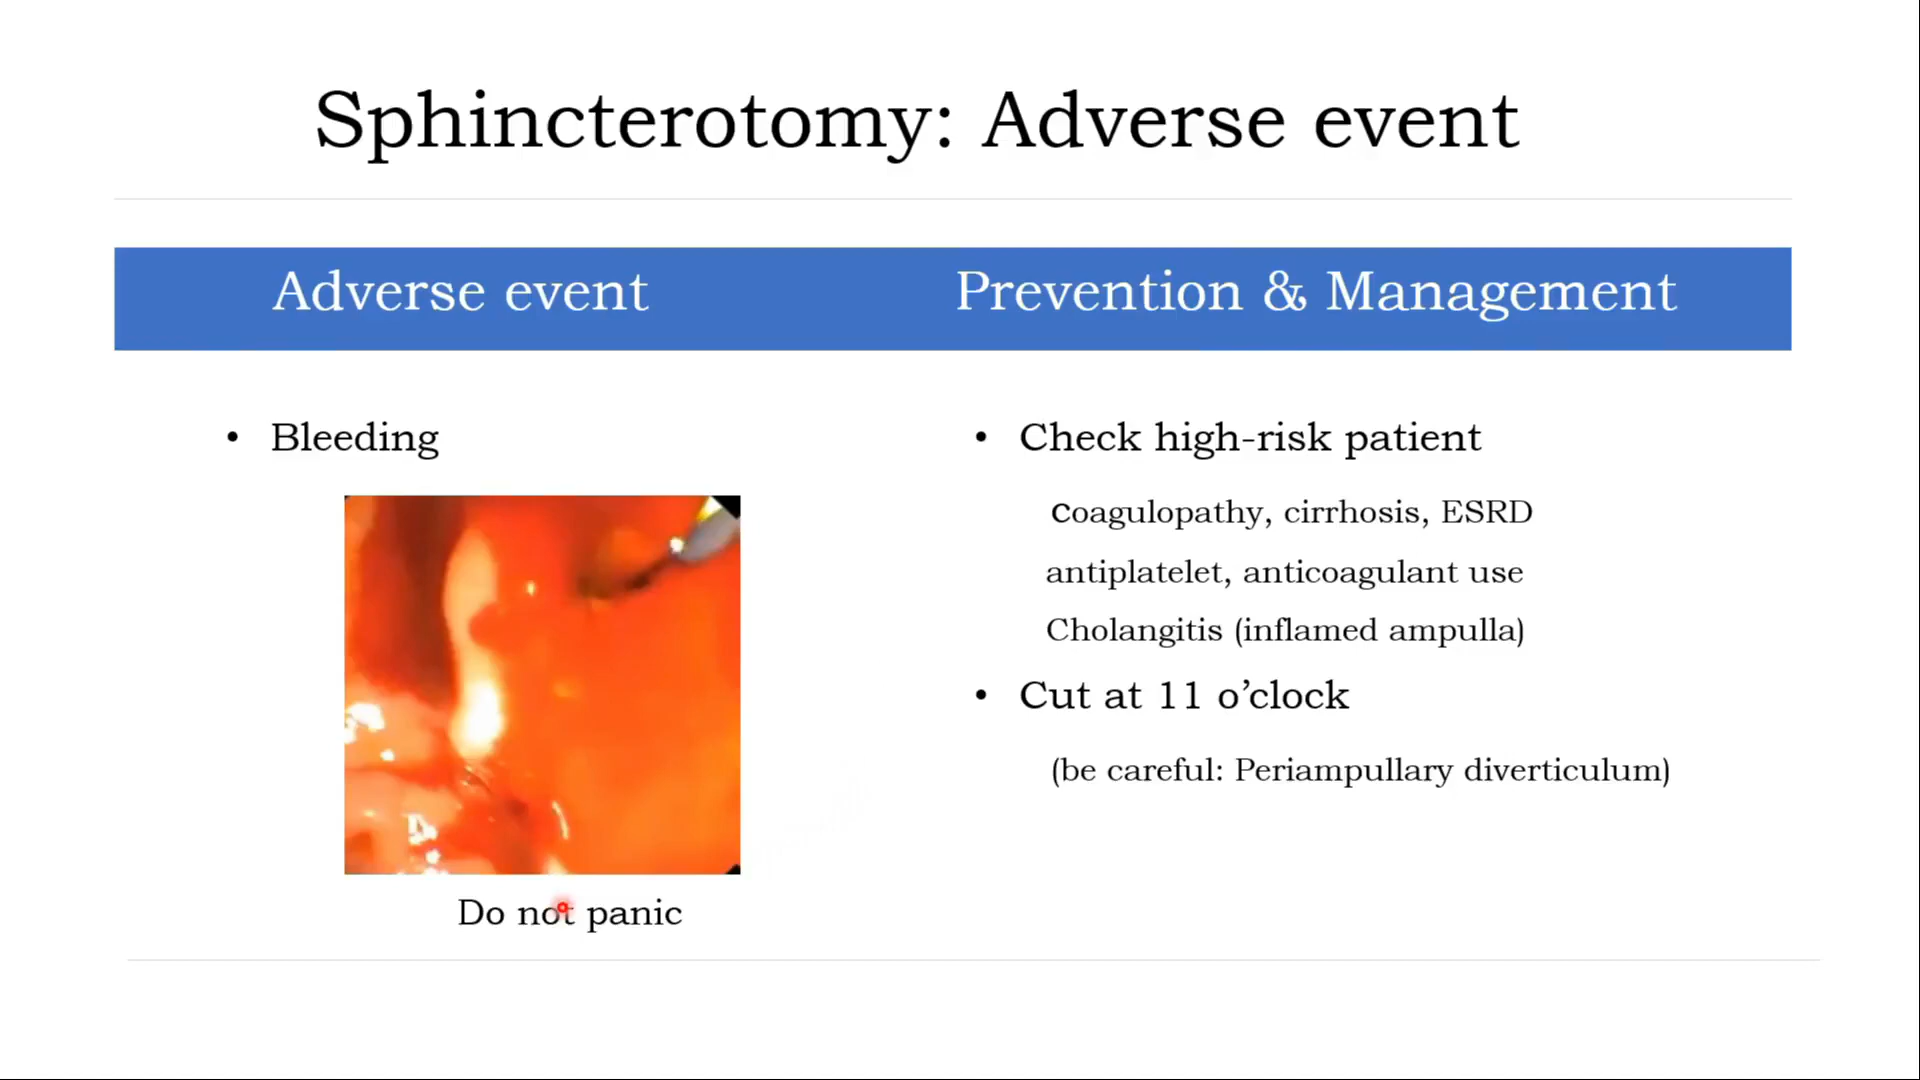 Sphincterotomy: Adverse event
Adverse event
Prevention & Management
• Bleeding
Do not panic
• Check high-risk patient
coagulopathy, cirrhosis, ESRD
antiplatelet, anticoagulant use
Cholangitis (inflamed ampulla)
• Cut at 11 o’clock
(be careful: Periampullary diverticulum)